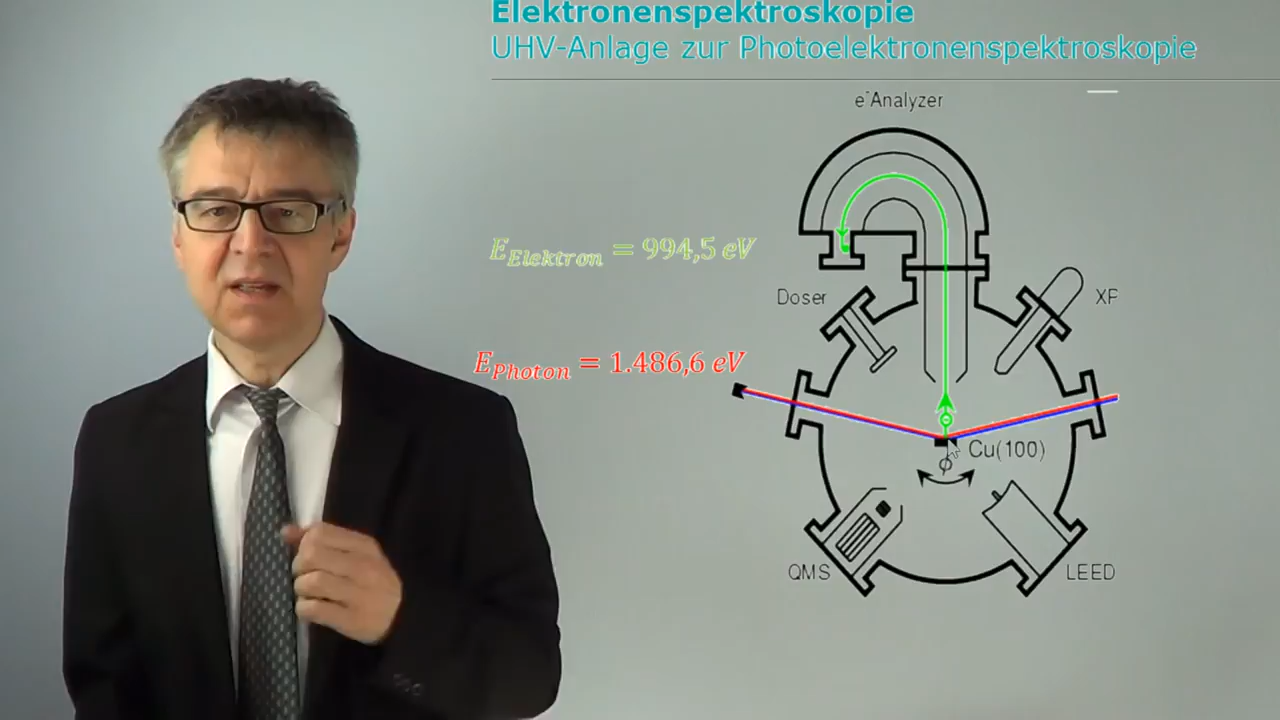 Elektronenspektroskopie
UHV-Anlage zur Photoelektronenspektroskopie
e⁻Analyzer
E_Elektron = 994,5 eV
Doser
XP
E_Photon = 1.486,6 eV
Cu(100)
ϕ
QMS
LEED